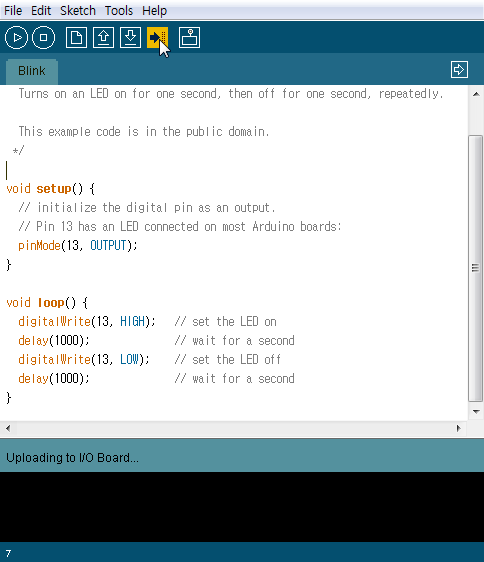 File Edit Sketch Tools Help
Blink
Turns on an LED on for one second, then off for one second, repeatedly.
This example code is in the public domain.
*/
void setup() {
// initialize the digital pin as an output.
// Pin 13 has an LED connected on most Arduino boards:
pinMode(13, OUTPUT);
}
void loop() {
digitalWrite(13, HIGH);   // set the LED on
delay(1000);              // wait for a second
digitalWrite(13, LOW);    // set the LED off
delay(1000);              // wait for a second
}
Uploading to I/O Board...
7